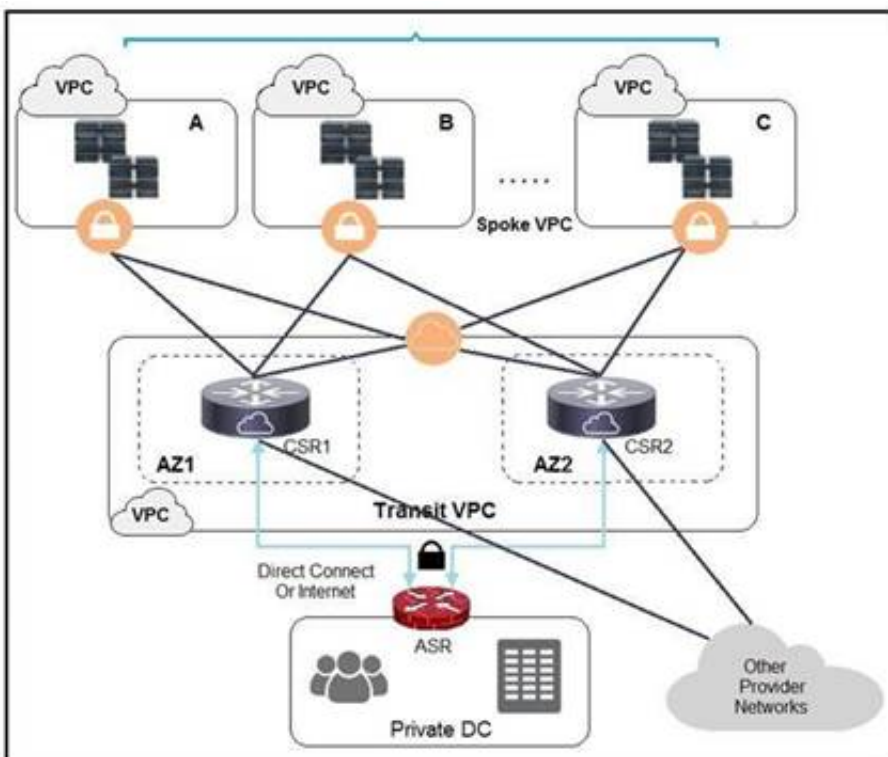 VPC
A
VPC
B
VPC
C
.....
Spoke VPC
CSR1
AZ1
CSR2
AZ2
VPC
Transit VPC
Direct Connect
Or Internet
ASR
Private DC
Other
Provider
Networks